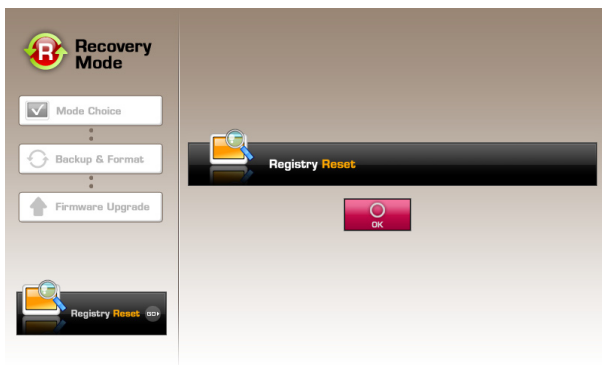 Recovery
Mode
Mode Choice
Backup & Format
Firmware Upgrade
Registry Reset
Registry Reset
OK